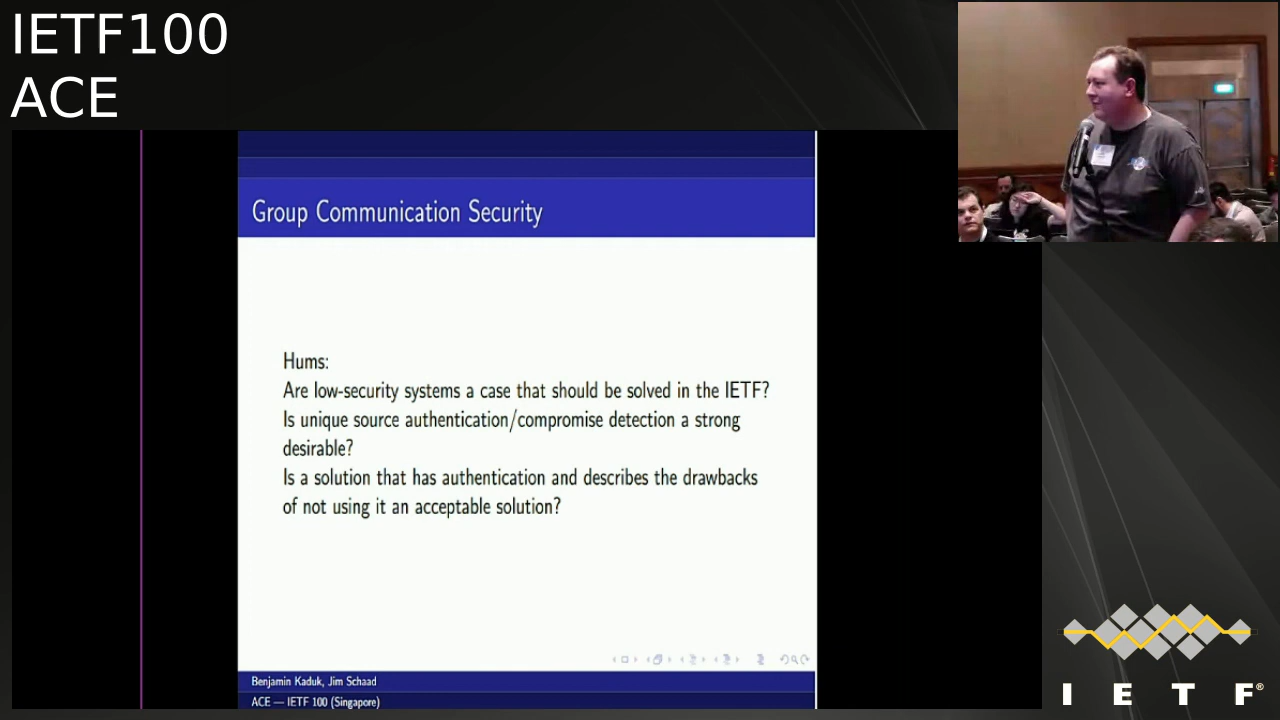 IETF100
ACE
Group Communication Security
Hums:
Are low-security systems a case that should be solved in the IETF?
Is unique source authentication/compromise detection a strong
desirable?
Is a solution that has authentication and describes the drawbacks
of not using it an acceptable solution?
Benjamin Kaduk, Jim Schaad
ACE — IETF 100 (Singapore)
I E T F®